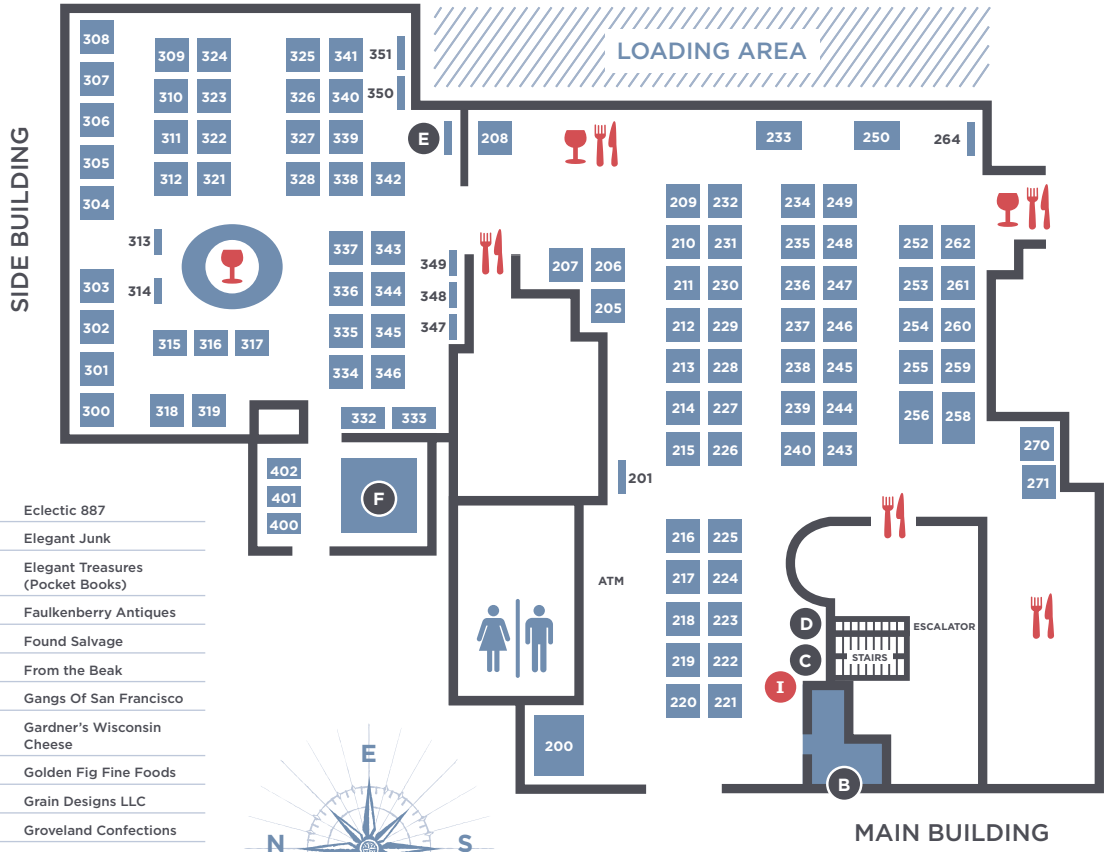 LOADING AREA
SIDE BUILDING
308
307
306
305
304
303
302
301
300
309 324
310 323
311 322
312 321
325 341 351
326 340 350
327 339
328 338 342
E
208
233
250
264
313
314
315 316 317
318 319
337 343
336 344
335 345
334 346
332 333
349
348
347
207 206
205
209 232
210 231
211 230
212 229
213 228
214 227
215 226
234 249
235 248
236 247
237 246
238 245
239 244
240 243
252 262
253 261
254 260
255 259
256 258
270
271
201
402
401
400
F
216 225
217 224
218 223
219 222
220 221
ATM
D
C
I
B
ESCALATOR
STAIRS
200
Eclectic 887
Elegant Junk
Elegant Treasures
(Pocket Books)
Faulkenberry Antiques
Found Salvage
From the Beak
Gangs Of San Francisco
Gardner’s Wisconsin
Cheese
Golden Fig Fine Foods
Grain Designs LLC
Groveland Confections
E
N S
MAIN BUILDING